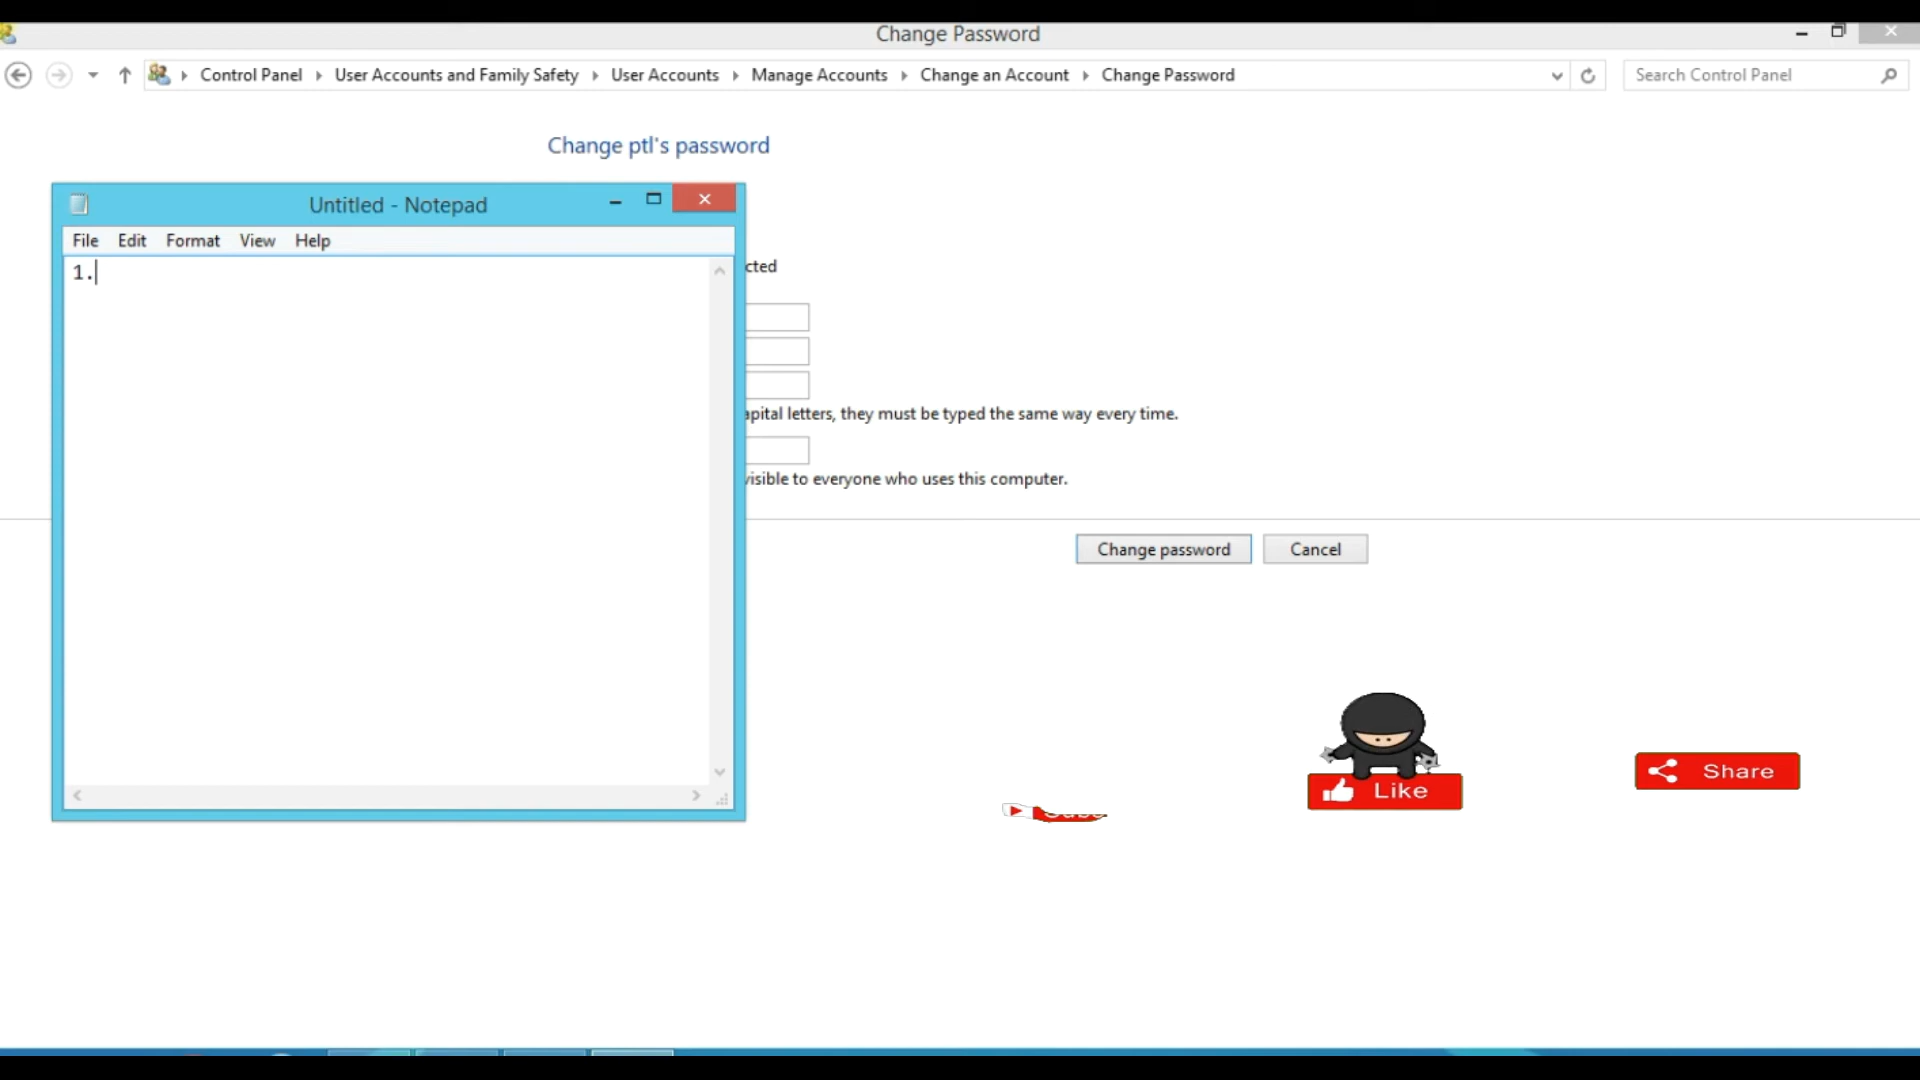 Change Password
Control Panel User Accounts and Family Safety User Accounts Manage Accounts Change an Account Change Password
Search Control Panel
Change ptl's password
Untitled - Notepad
File Edit Format View Help
1.
cted
apital letters, they must be typed the same way every time.
visible to everyone who uses this computer.
Change password Cancel
Like
Share